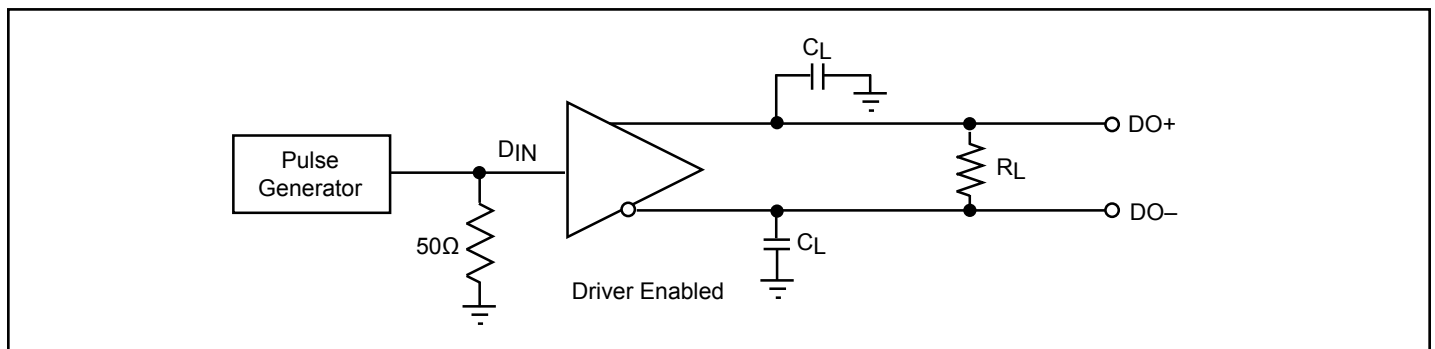 CL
DO+
Pulse
Generator
DIN
RL
50Ω
DO–
CL
Driver Enabled